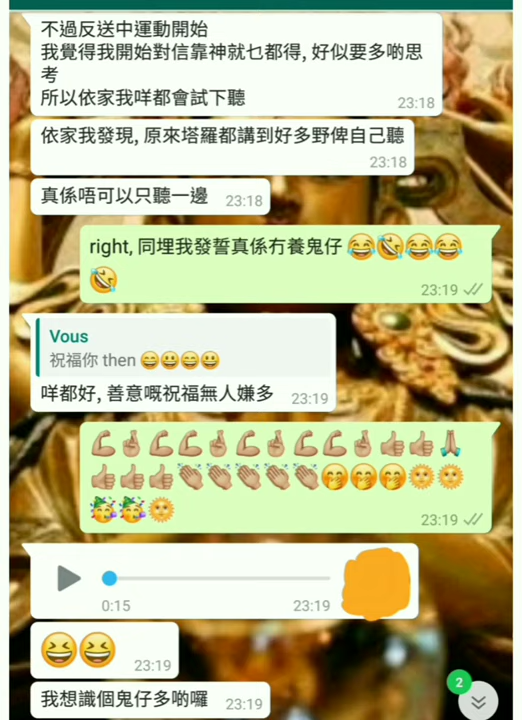 不過反送中運動開始
我覺得我開始對信靠神就乜都得, 好似要多啲思
考
所以依家我咩都會試下聽
23:18
依家我發現, 原來塔羅都講到好多野俾自己聽
23:18
真係唔可以只聽一邊 23:18
right, 同埋我發誓真係冇養鬼仔 😂🤣😂😂
🤣
23:19
Vous
祝福你 then 😄😃😄😃
咩都好, 善意嘅祝福無人嫌多 23:19
💪🏼🤞🏼💪🏼💪🏼🤞🏼💪🏼🤞🏼💪🏼💪🏼🤞🏼👍🏼👍🏼🙏🏼
👍🏼👍🏼👍🏼👏🏼👏🏼👏🏼👏🏼👏🏼🤭🤭🤭🌞🌞
🥳🥳🌞
23:19
0:15 23:19
😆😆 23:19
2
我想識個鬼仔多啲囉 23:19